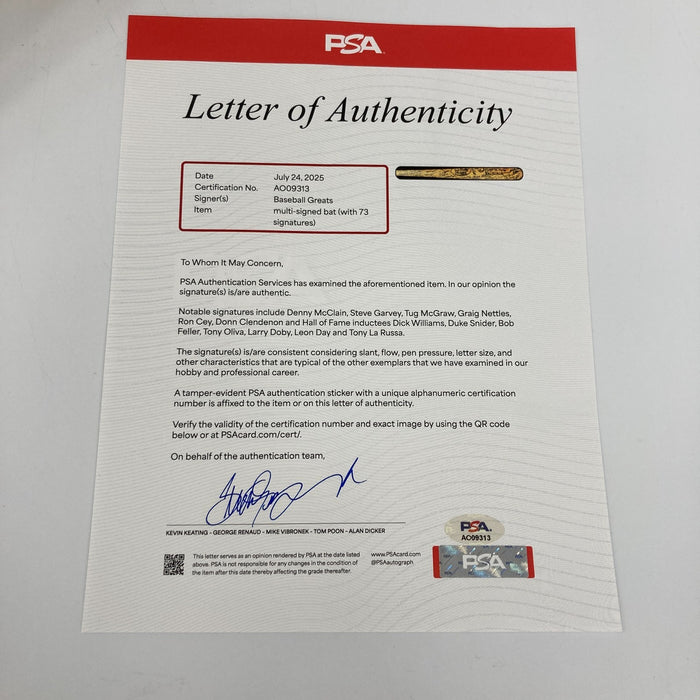 PSA
Letter of Authenticity
Date July 24, 2025
Certification No. AO09313
Signer(s) Baseball Greats
Item multi-signed bat (with 73
signatures)
To Whom It May Concern,
PSA Authentication Services has examined the aforementioned item. In our opinion the
signature(s) is/are authentic.
Notable signatures include Denny McClain, Steve Garvey, Tug McGraw, Graig Nettles,
Ron Cey, Donn Clendenon and Hall of Fame inductees Dick Williams, Duke Snider, Bob
Feller, Tony Oliva, Larry Doby, Leon Day and Tony La Russa.
The signature(s) is/are consistent considering slant, flow, pen pressure, letter size, and
other characteristics that are typical of the other exemplars that we have examined in our
hobby and professional career.
A tamper-evident PSA authentication sticker with a unique alphanumeric certification
number is affixed to the item or on this letter of authenticity.
Verify the validity of the certification number and exact image by using the QR code
below or at PSAcard.com/cert/.
On behalf of the authentication team,
KEVIN KEATING - GEORGE RENAUD - MIKE VIBRONEK - TOM POON - ALAN DICKER
This letter serves as an opinion rendered by PSA at the date listed
above. PSA is not responsible for any changes in the condition of
the item after this date thereby affecting the grade thereafter.
www.PSAcard.com
@PSAautograph
PSA
AO09313
PSA